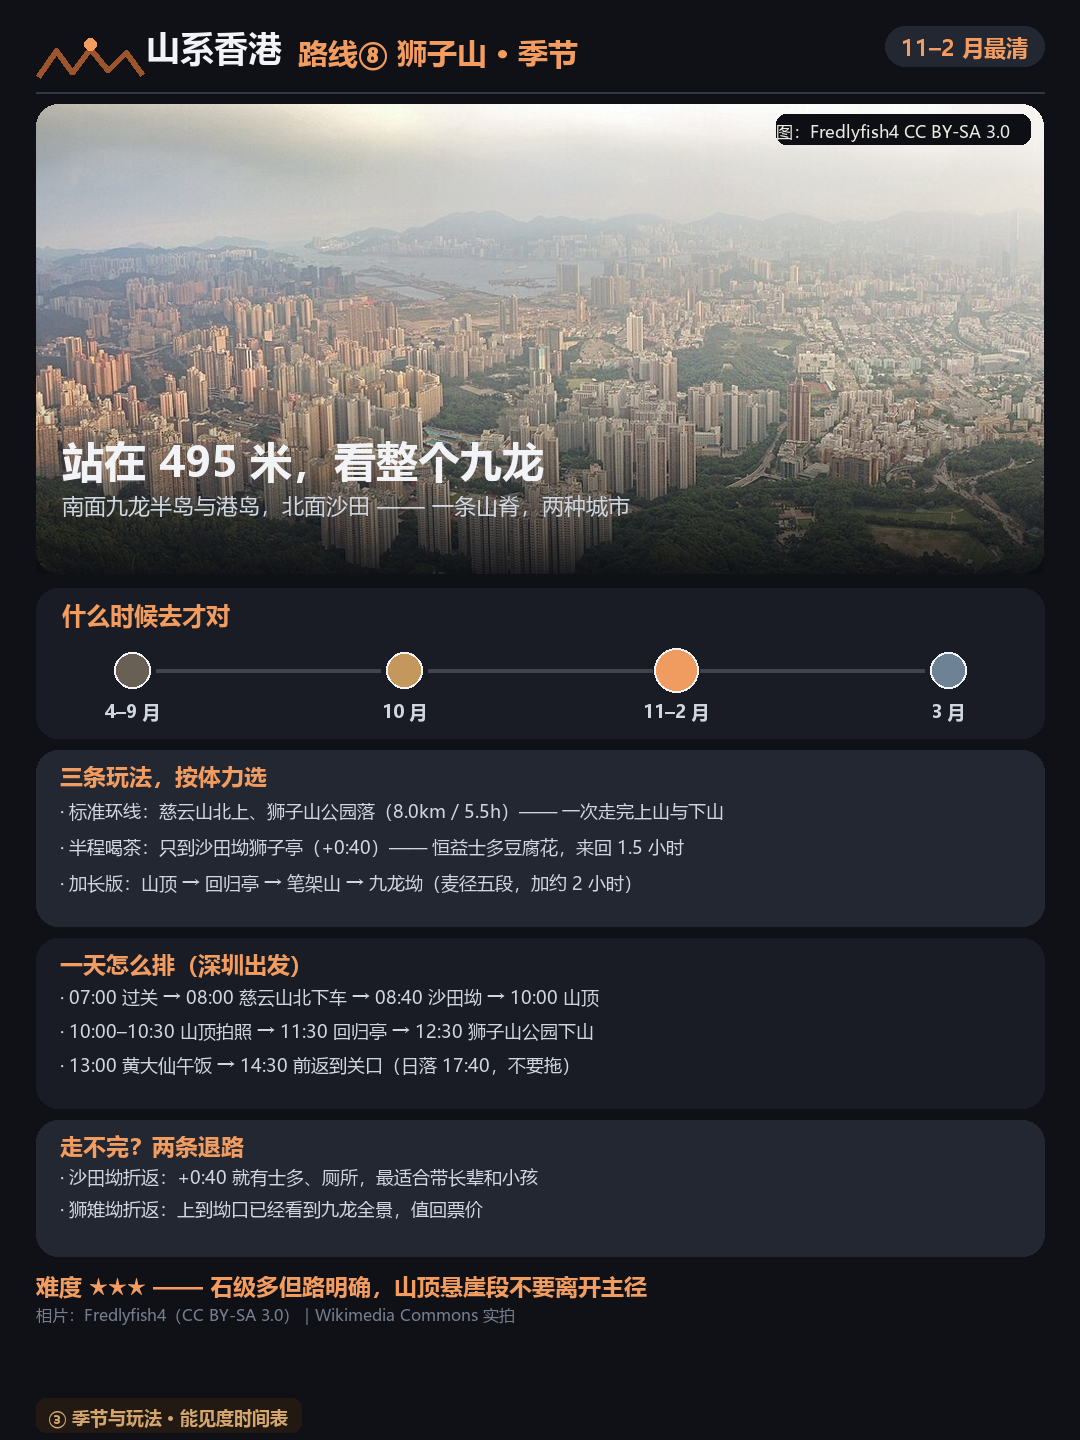 山系香港 路线⑧ 狮子山·季节
11–2 月最清
图：Fredlyfish4 CC BY-SA 3.0
站在 495 米，看整个九龙
南面九龙半岛与港岛，北面沙田 —— 一条山脊，两种城市
什么时候去才对
4–9 月 10 月 11–2 月 3 月
三条玩法，按体力选
· 标准环线：慈云山北上、狮子山公园落（8.0km / 5.5h）—— 一次走完上山与下山
· 半程喝茶：只到沙田坳狮子亭（+0:40）—— 恒益士多豆腐花，来回 1.5 小时
· 加长版：山顶 → 回归亭 → 笔架山 → 九龙坳（麦径五段，加约 2 小时）
一天怎么排（深圳出发）
· 07:00 过关 → 08:00 慈云山北下车 → 08:40 沙田坳 → 10:00 山顶
· 10:00–10:30 山顶拍照 → 11:30 回归亭 → 12:30 狮子山公园下山
· 13:00 黄大仙午饭 → 14:30 前返到关口（日落 17:40，不要拖）
走不完？两条退路
· 沙田坳折返：+0:40 就有士多、厕所，最适合带长辈和小孩
· 狮雉坳折返：上到坳口已经看到九龙全景，值回票价
难度 ★★★ —— 石级多但路明确，山顶悬崖段不要离开主径
相片：Fredlyfish4（CC BY-SA 3.0）｜Wikimedia Commons 实拍
③ 季节与玩法·能见度时间表